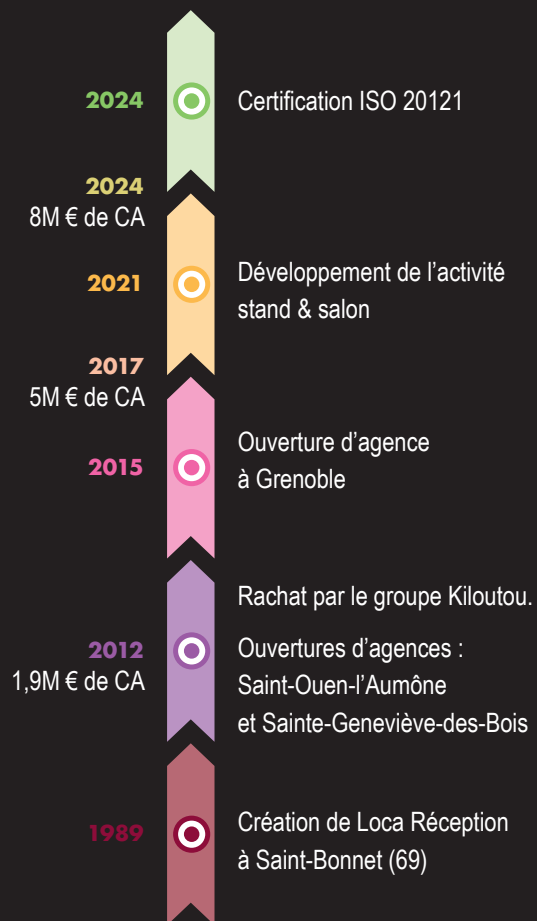 2024
Certification ISO 20121
2024
8M € de CA
2021
Développement de l’activité
stand & salon
2017
5M € de CA
2015
Ouverture d’agence
à Grenoble
2012
1,9M € de CA
Rachat par le groupe Kiloutou.
Ouvertures d’agences :
Saint-Ouen-l’Aumône
et Sainte-Geneviève-des-Bois
1989
Création de Loca Réception
à Saint-Bonnet (69)